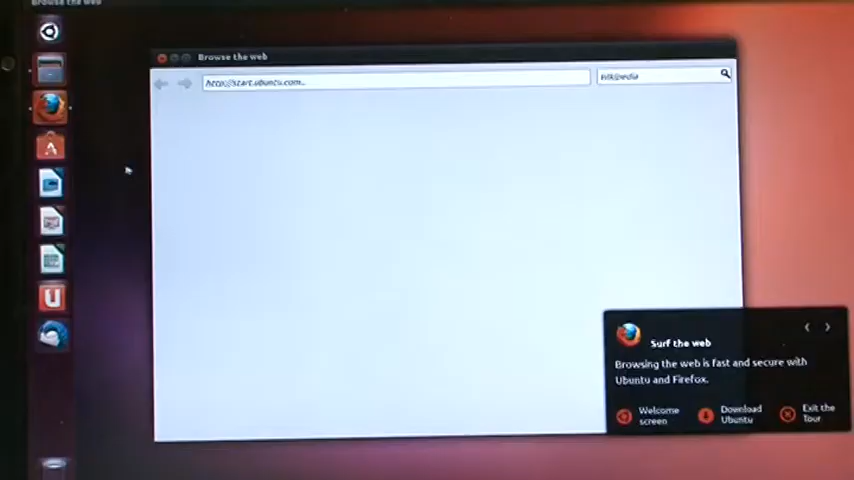 Browse the web
Browse the web
http://start.ubuntu.com..
Wikipedia
Surf the web
Browsing the web is fast and secure with
Ubuntu and Firefox.
Welcome
screen
Download
Ubuntu
Exit the
Tour